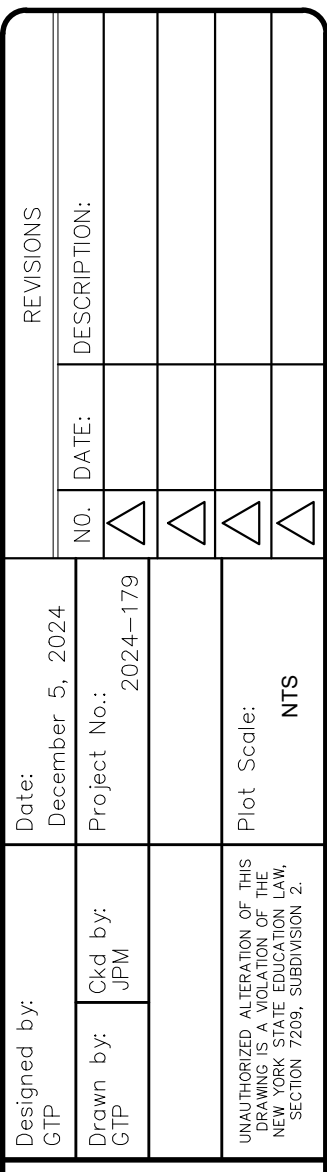 Designed by:
GTP
Date:
December 5, 2024
Drawn by:
GTP
Ckd by:
JPM
Project No.:
2024-179
UNAUTHORIZED ALTERATION OF THIS
DRAWING IS A VIOLATION OF THE
NEW YORK STATE EDUCATION LAW,
SECTION 7209, SUBDIVISION 2.
Plot Scale:
NTS
REVISIONS
NO. DATE: DESCRIPTION: